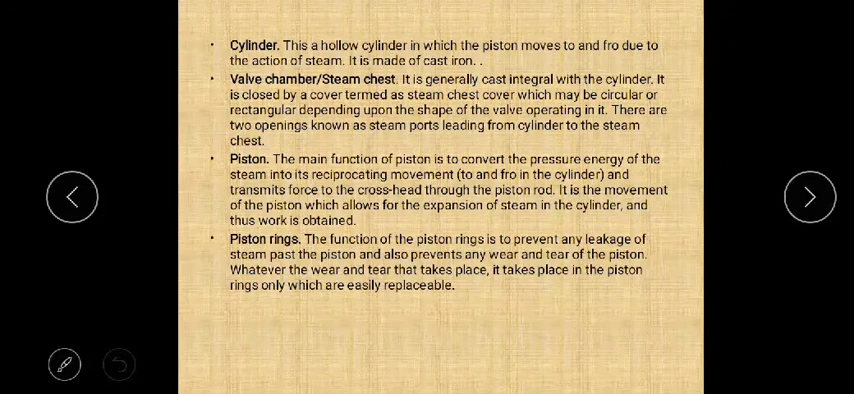 • Cylinder. This a hollow cylinder in which the piston moves to and fro due to
the action of steam. It is made of cast iron. .
• Valve chamber/Steam chest. It is generally cast integral with the cylinder. It
is closed by a cover termed as steam chest cover which may be circular or
rectangular depending upon the shape of the valve operating in it. There are
two openings known as steam ports leading from cylinder to the steam
chest.
• Piston. The main function of piston is to convert the pressure energy of the
steam into its reciprocating movement (to and fro in the cylinder) and
transmits force to the cross-head through the piston rod. It is the movement
of the piston which allows for the expansion of steam in the cylinder, and
thus work is obtained.
• Piston rings. The function of the piston rings is to prevent any leakage of
steam past the piston and also prevents any wear and tear of the piston.
Whatever the wear and tear that takes place, it takes place in the piston
rings only which are easily replaceable.